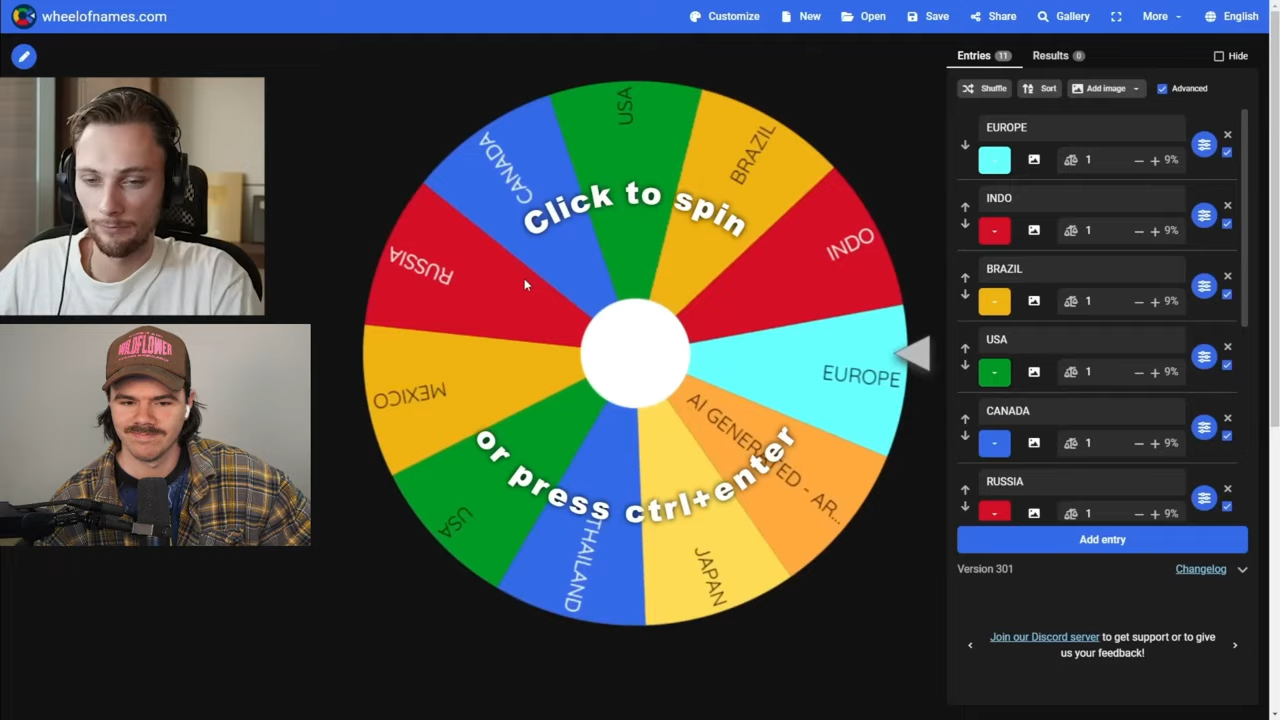 wheelofnames.com
Customize New Open Save Share Gallery More English
Entries 11 Results 0 Hide
Shuffle Sort Add image Advanced
EUROPE
1 9%
INDO
1 9%
BRAZIL
1 9%
USA
1 9%
CANADA
1 9%
RUSSIA
1 9%
Add entry
Version 301 Changelog
Join our Discord server to get support or to give
us your feedback!
Click to spin
or press ctrl+enter
USA
BRAZIL
INDO
EUROPE
AI GENERATED - AR...
JAPAN
THAILAND
USA
MEXICO
RUSSIA
CANADA
WILDFLOWER